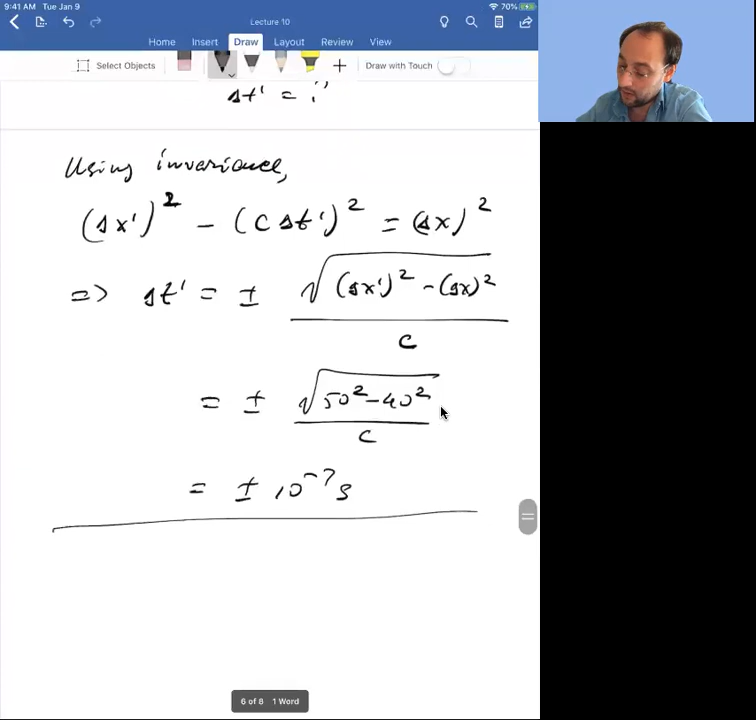 9:41 AM Tue Jan 9
70%
Lecture 10
Home Insert Draw Layout Review View
Select Objects
Draw with Touch
Δt' = ?
Using invariance,
(Δx')² - (cΔt')² = (Δx)²
=> Δt' = ± √((Δx')² - (Δx)²) / c
= ± √(50² - 40²) / c
= ± 10⁻⁷ s
6 of 8 1 Word